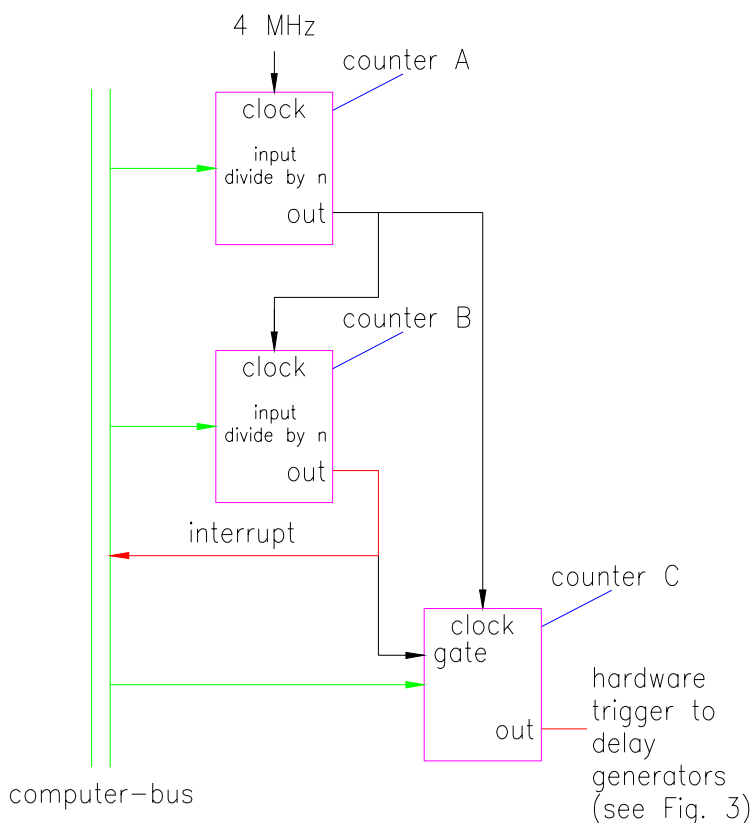 4 MHz
counter A
clock
input
divide by n
out
counter B
clock
input
divide by n
out
interrupt
counter C
clock
gate
hardware
trigger to
out
delay
generators
(see Fig. 3)
computer-bus